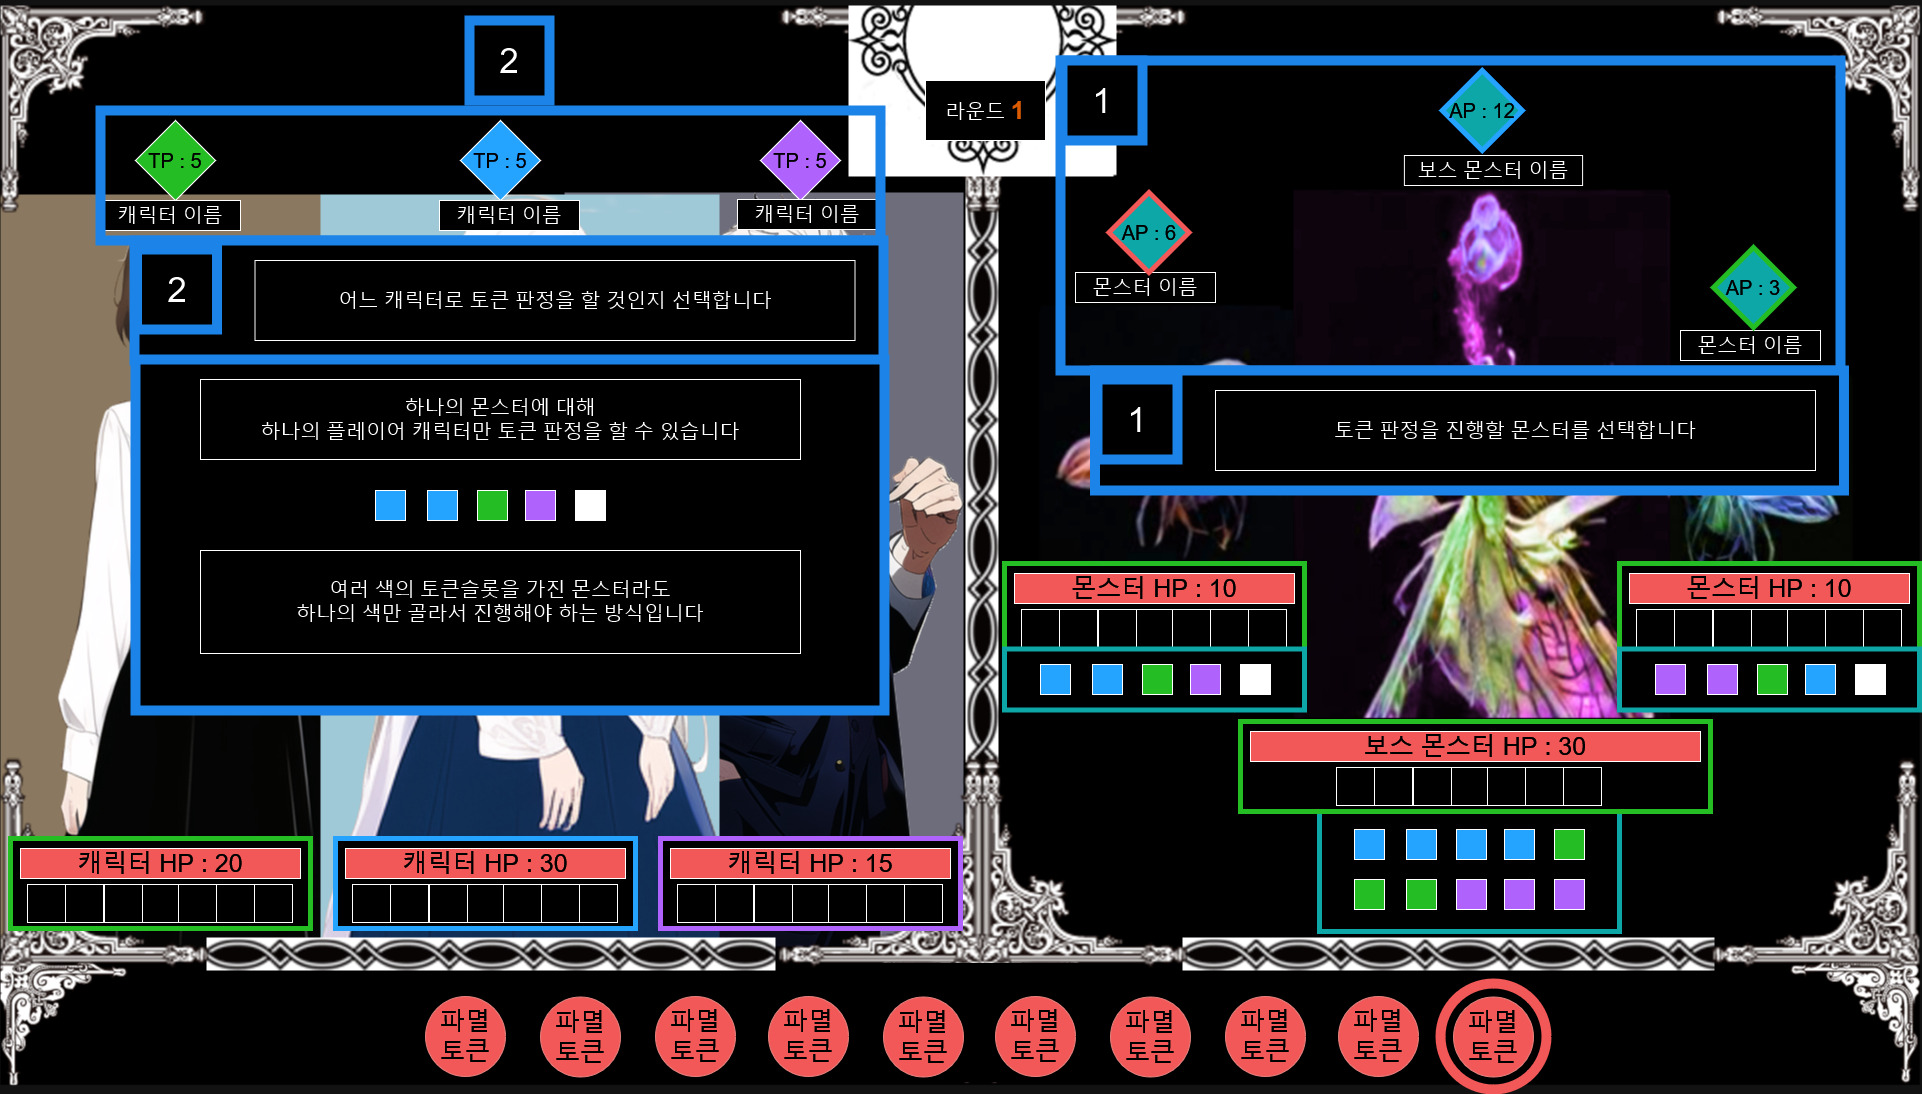 2
라운드 1
1
AP : 12
보스 몬스터 이름
TP : 5
TP : 5
TP : 5
캐릭터 이름
캐릭터 이름
캐릭터 이름
AP : 6
몬스터 이름
AP : 3
몬스터 이름
2
어느 캐릭터로 토큰 판정을 할 것인지 선택합니다
하나의 몬스터에 대해
하나의 플레이어 캐릭터만 토큰 판정을 할 수 있습니다
여러 색의 토큰슬롯을 가진 몬스터라도
하나의 색만 골라서 진행해야 하는 방식입니다
1
토큰 판정을 진행할 몬스터를 선택합니다
몬스터 HP : 10
몬스터 HP : 10
보스 몬스터 HP : 30
캐릭터 HP : 20
캐릭터 HP : 30
캐릭터 HP : 15
파멸
토큰
파멸
토큰
파멸
토큰
파멸
토큰
파멸
토큰
파멸
토큰
파멸
토큰
파멸
토큰
파멸
토큰
파멸
토큰